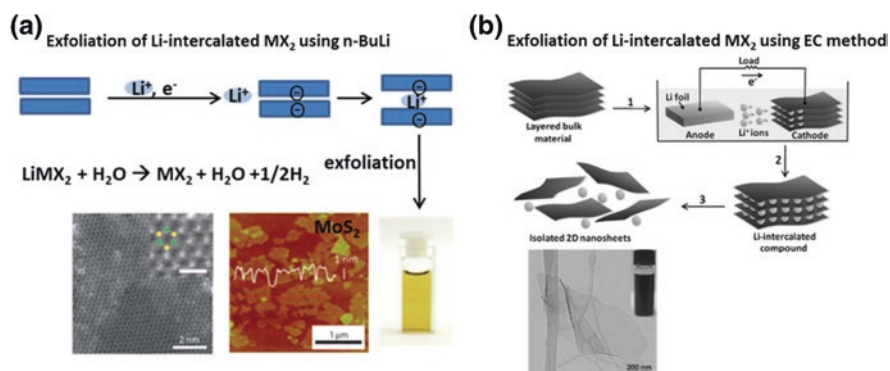 (a)
Exfoliation of Li-intercalated MX₂ using n-BuLi
Li⁺, e⁻
Li⁺
Li⁺
exfoliation
LiMX₂ + H₂O → MX₂ + H₂O +1/2H₂
2 nm
MoS₂
1 nm
1 µm
(b)
Exfoliation of Li-intercalated MX₂ using EC method
Load
e⁻
Li foil
1
Li⁺ ions
Layered bulk
material
Anode
Cathode
2
3
Isolated 2D nanosheets
Li-intercalated
compound
200 nm